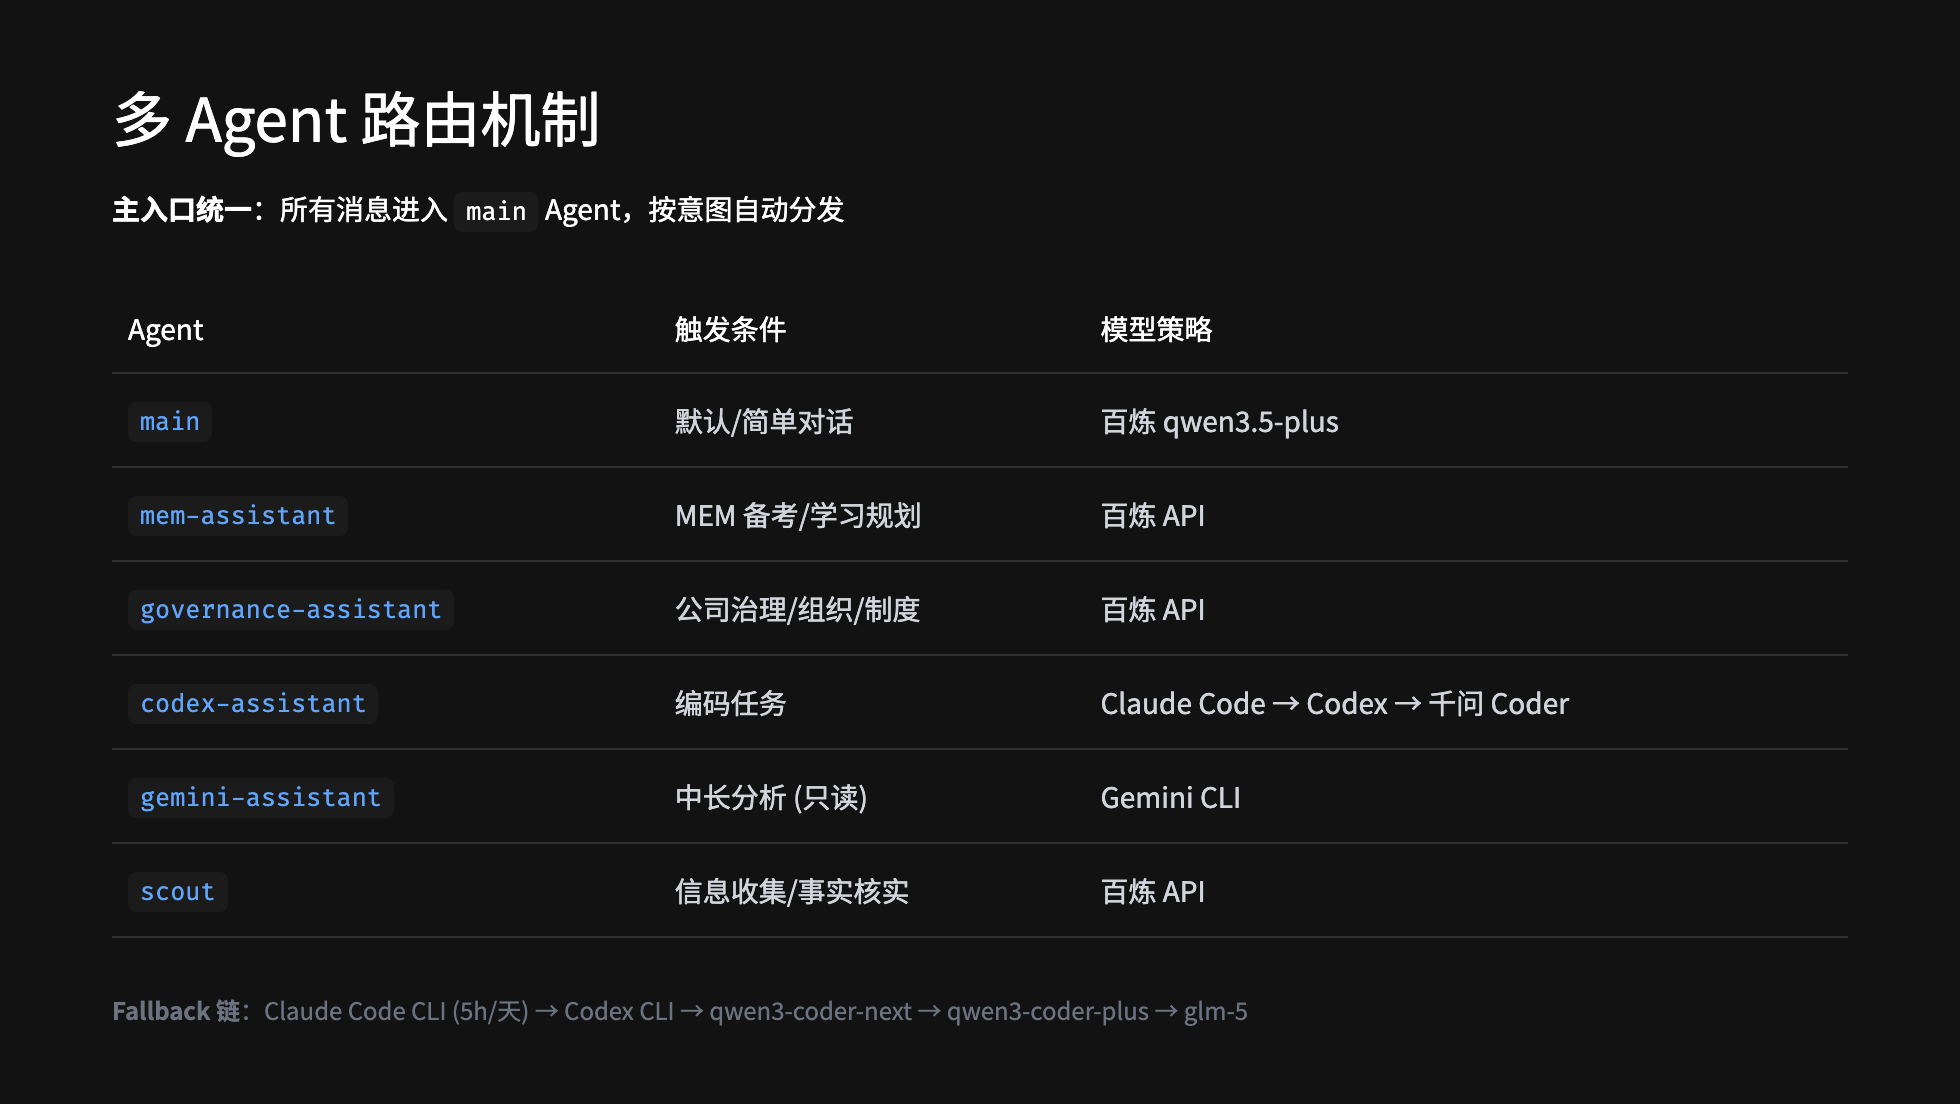 多 Agent 路由机制
主入口统一：所有消息进入 main Agent，按意图自动分发
Agent 触发条件 模型策略
main 默认/简单对话 百炼 qwen3.5-plus
mem-assistant MEM 备考/学习规划 百炼 API
governance-assistant 公司治理/组织/制度 百炼 API
codex-assistant 编码任务 Claude Code → Codex → 千问 Coder
gemini-assistant 中长分析 (只读) Gemini CLI
scout 信息收集/事实核实 百炼 API
Fallback 链：Claude Code CLI (5h/天) → Codex CLI → qwen3-coder-next → qwen3-coder-plus → glm-5